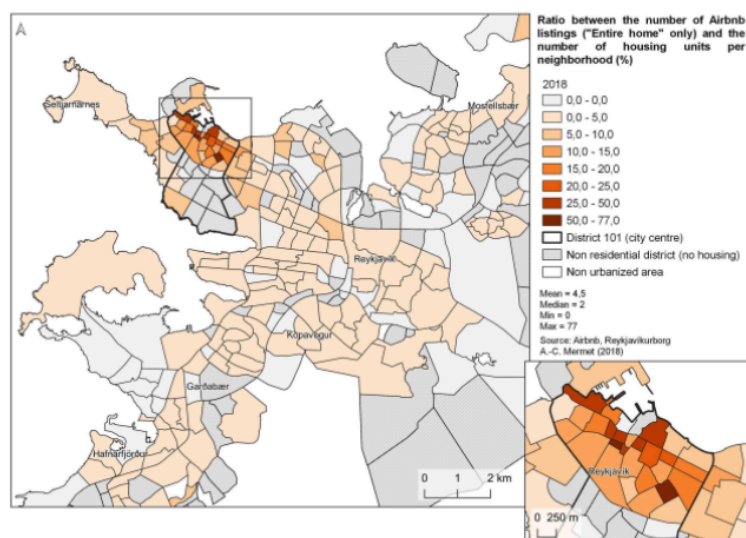 Ratio between the number of Airbnb
listings ("Entire home" only) and the
number of housing units per
neighborhood (%)
2018
0,0 - 0,0
0,0 - 5,0
5,0 - 10,0
10,0 - 15,0
15,0 - 20,0
20,0 - 25,0
25,0 - 50,0
50,0 - 77,0
District 101 (city centre)
Non residential district (no housing)
Non urbanized area
Mean = 4,5
Median = 2
Min = 0
Max = 77
Source: Airbnb, Reykjavikurborg
A.-C. Mermet (2018)
Seltjarnarnes
Mosfellsbær
Reykjavík
Kópavogur
Garðabær
Hafnarfjörður
0 1 2 km
Reykjavík
0 250 m